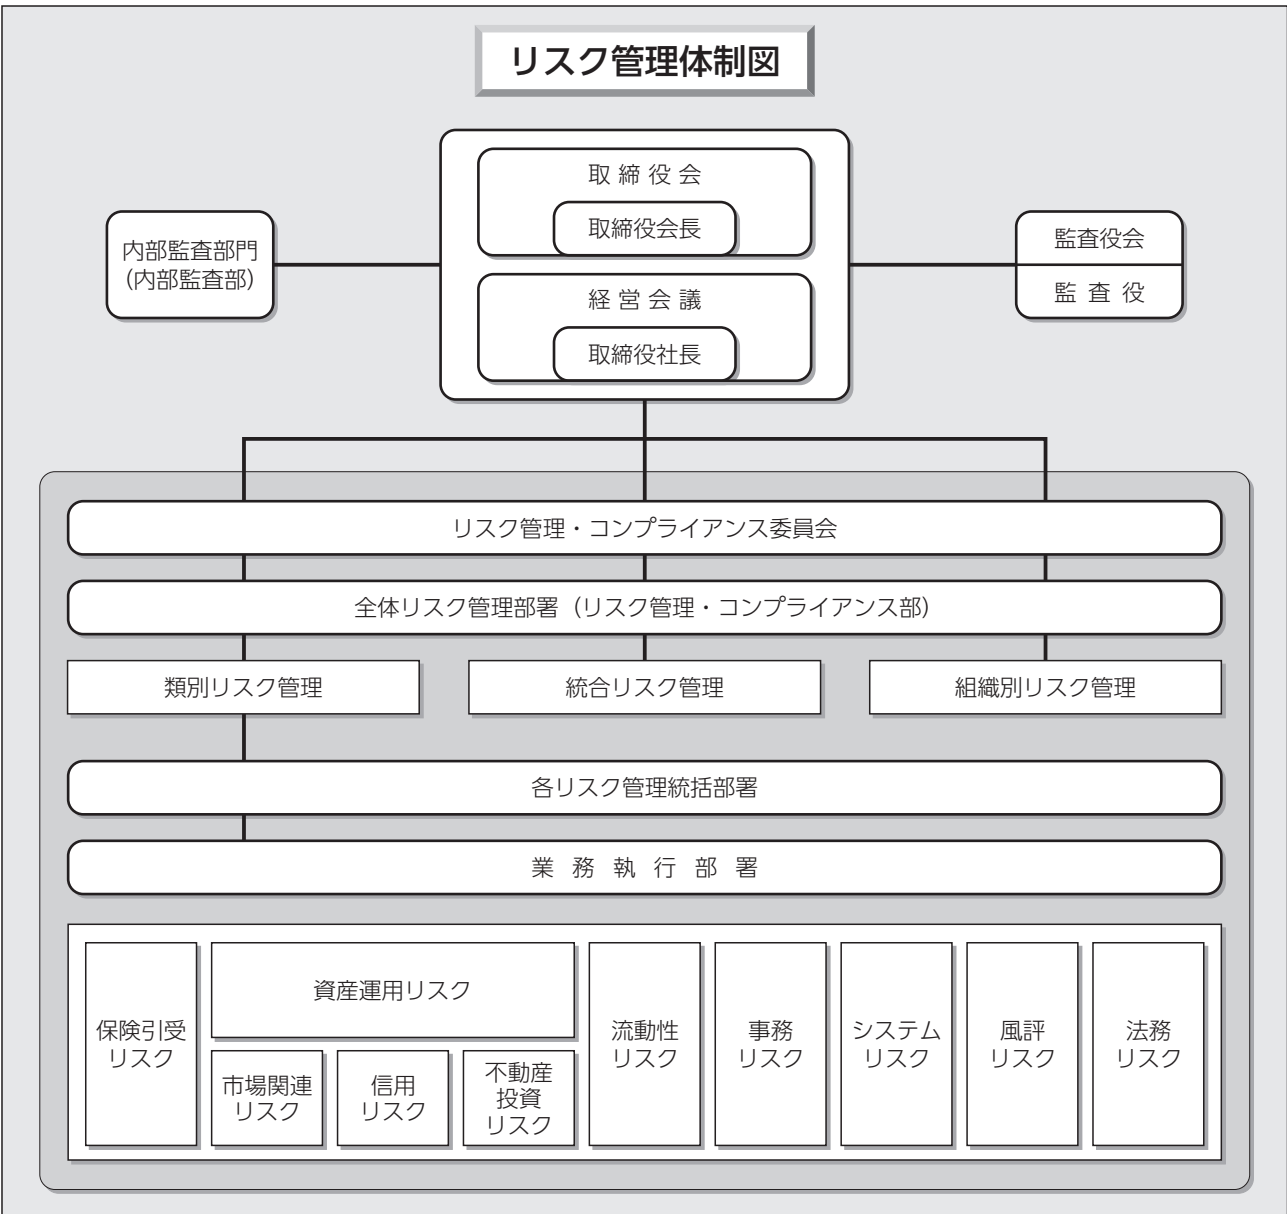 リスク管理体制図
取締役会
取締役会長
内部監査部門
(内部監査部)
監査役会
監査役
経営会議
取締役社長
リスク管理・コンプライアンス委員会
全体リスク管理部署（リスク管理・コンプライアンス部）
類別リスク管理
統合リスク管理
組織別リスク管理
各リスク管理統括部署
業務執行部署
保険引受
リスク
資産運用リスク
市場関連
リスク
信用
リスク
不動産
投資
リスク
流動性
リスク
事務
リスク
システム
リスク
風評
リスク
法務
リスク